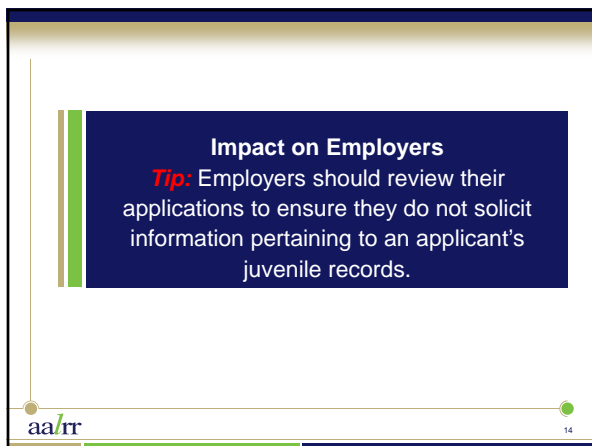 Impact on Employers
Tip: Employers should review their
applications to ensure they do not solicit
information pertaining to an applicant's
juvenile records.
aalrr
14